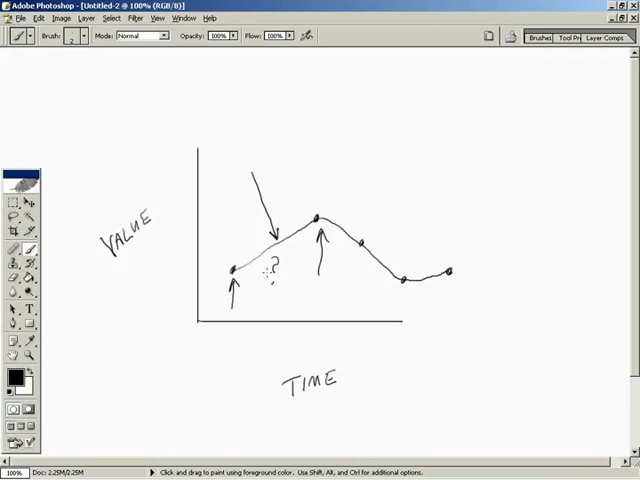 Adobe Photoshop - [Untitled-2 @ 100% (RGB/8)]
File Edit Image Layer Select Filter View Window Help
Brush: 2 Mode: Normal Opacity: 100% Flow: 100% Brushes Tool Pre Layer Comps
VALUE
?
TIME
100% Doc: 2.25M/2.25M Click and drag to paint using foreground color. Use Shift, Alt, and Ctrl for additional options.